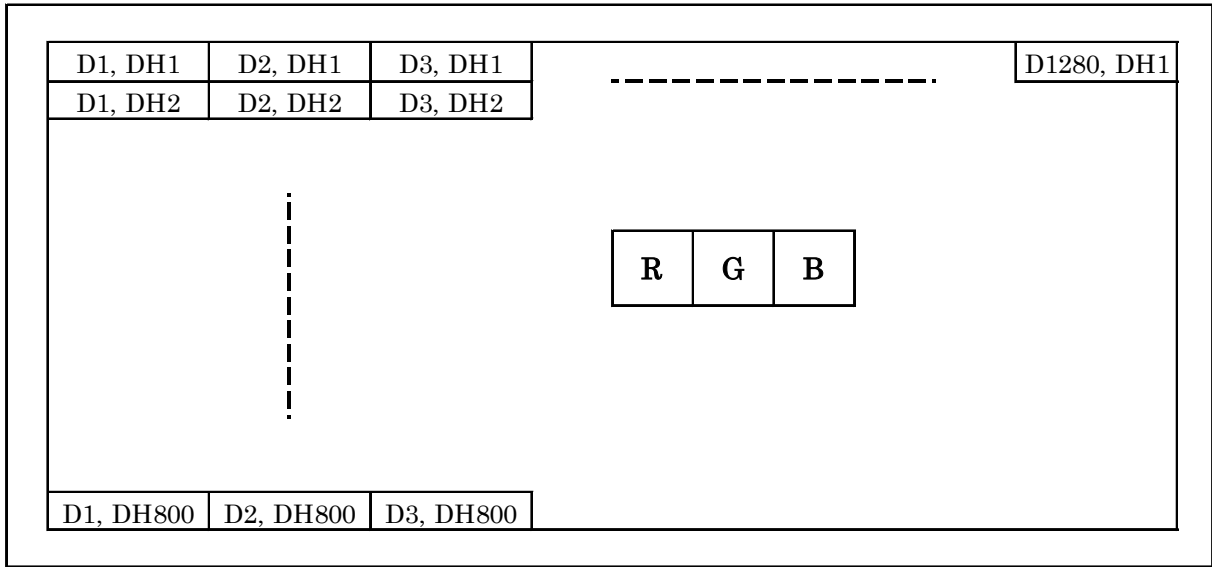 D1, DH1 D2, DH1 D3, DH1 D1280, DH1
D1, DH2 D2, DH2 D3, DH2
R G B
D1, DH800 D2, DH800 D3, DH800